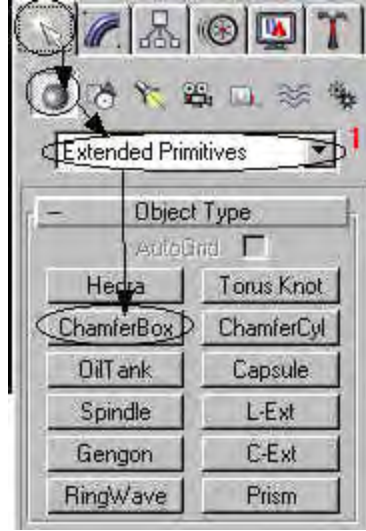 Extended Primitives
1
Object Type
AutoGrid
Hedra Torus Knot
ChamferBox ChamferCyl
OilTank Capsule
Spindle L-Ext
Gengon C-Ext
RingWave Prism